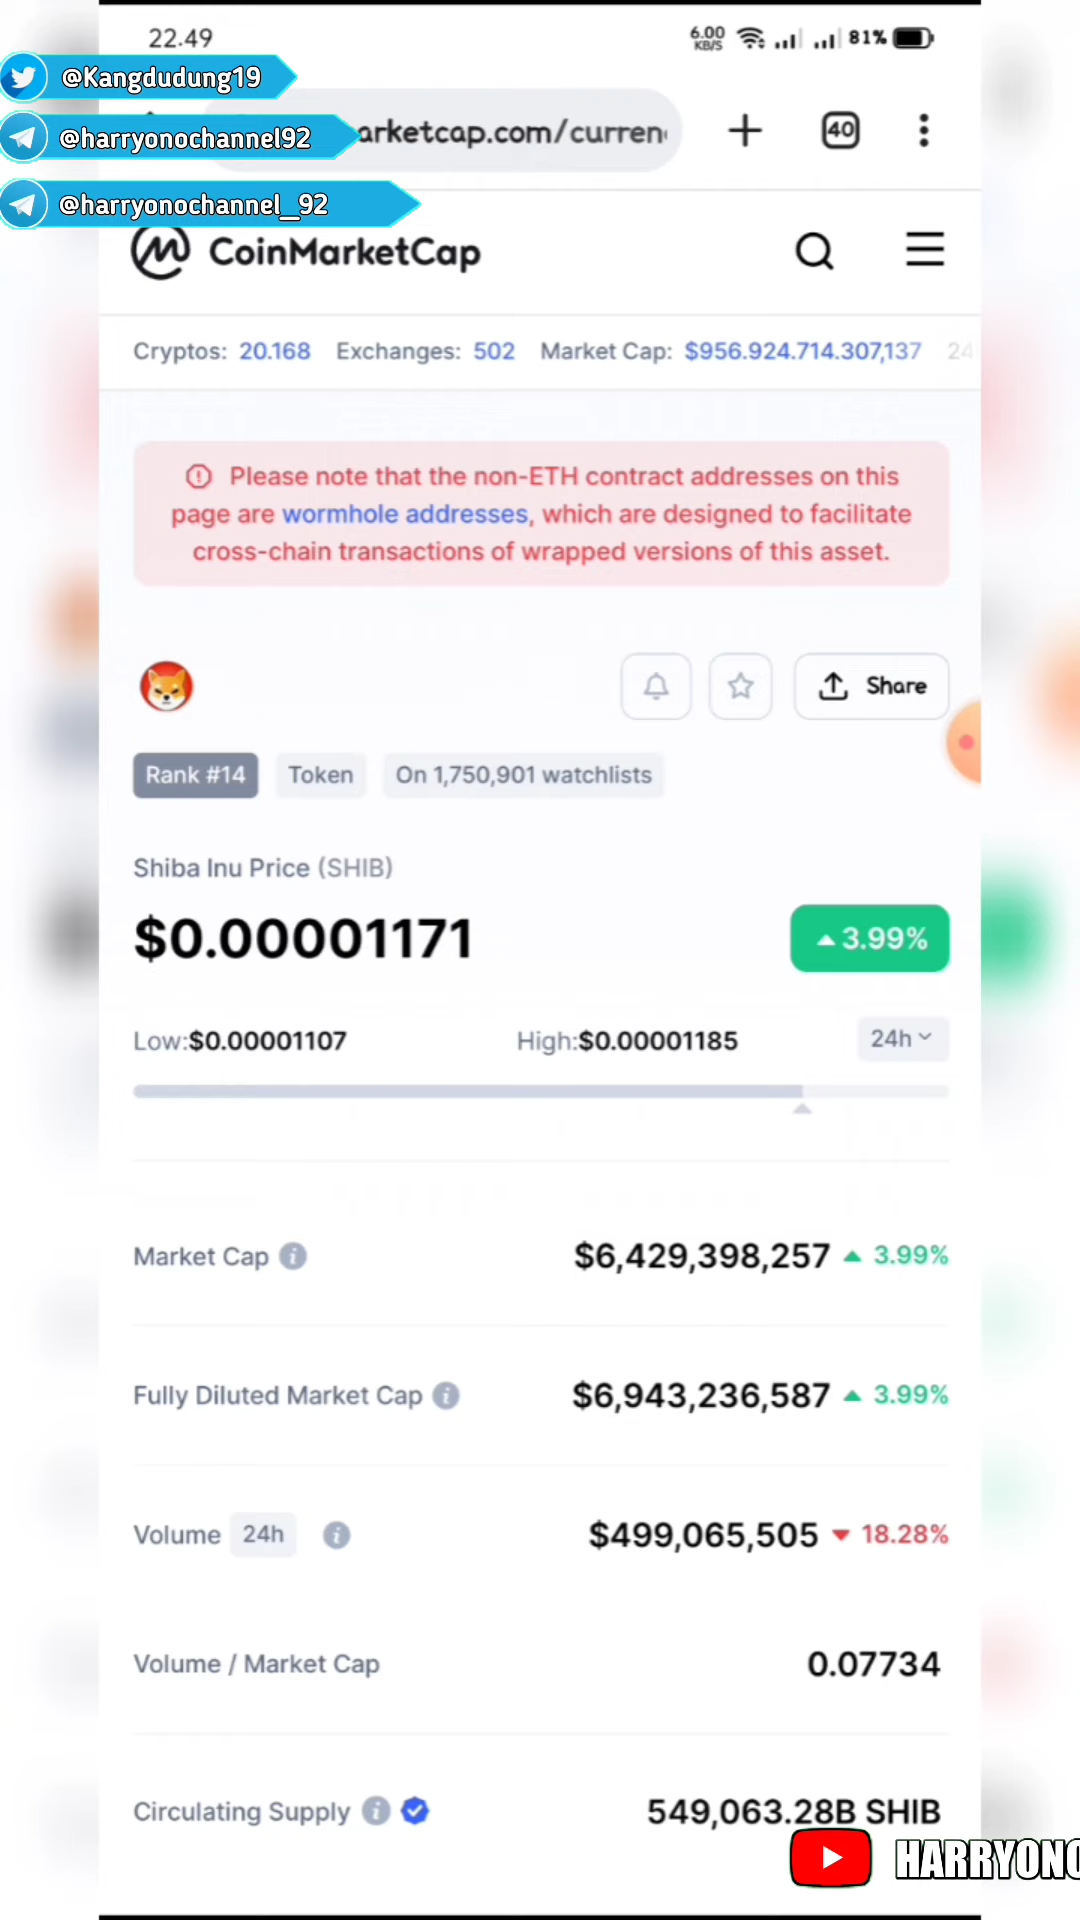 22.49
6.00
KB/S
81%
@Kangdudung19
arketcap.com/curren
40
@harryonochannel92
@harryonochannel_92
CoinMarketCap
Cryptos: 20.168 Exchanges: 502 Market Cap: $956.924.714.307,137 24
Please note that the non-ETH contract addresses on this
page are wormhole addresses, which are designed to facilitate
cross-chain transactions of wrapped versions of this asset.
Share
Rank #14 Token On 1,750,901 watchlists
Shiba Inu Price (SHIB)
$0.00001171
3.99%
Low:$0.00001107 High:$0.00001185 24h
Market Cap $6,429,398,257 3.99%
Fully Diluted Market Cap $6,943,236,587 3.99%
Volume 24h $499,065,505 18.28%
Volume / Market Cap 0.07734
Circulating Supply 549,063.28B SHIB
HARRYONO